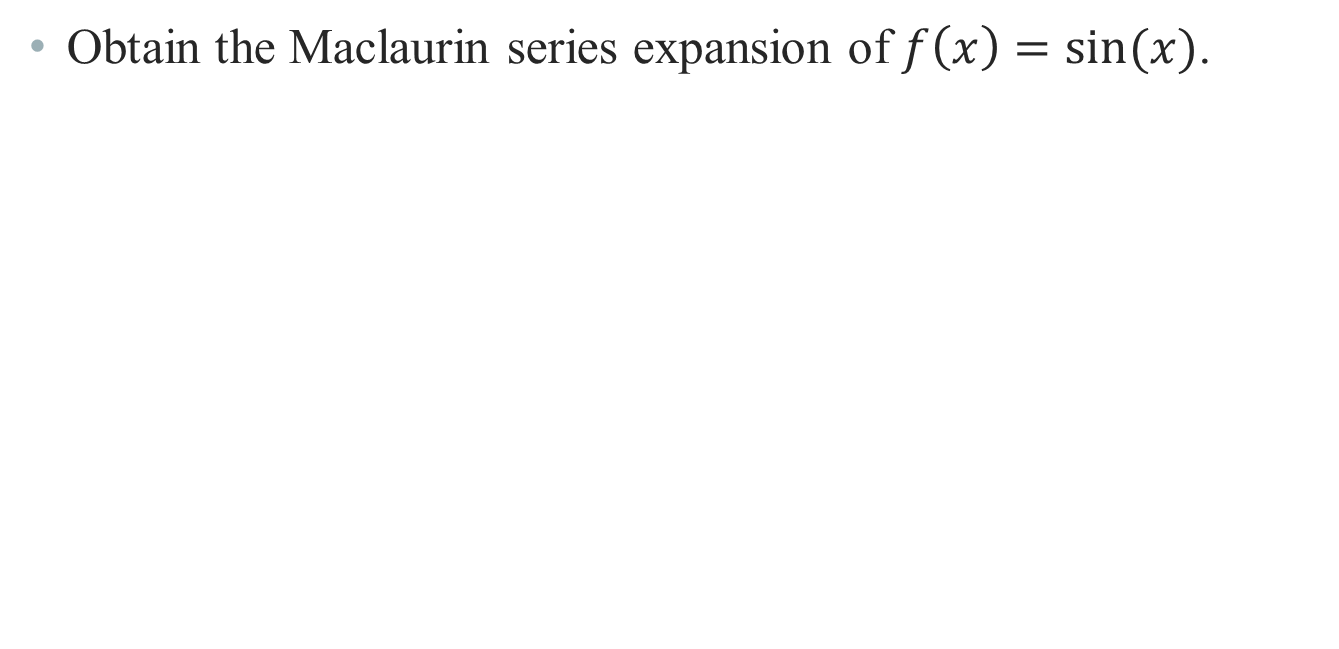 • Obtain the Maclaurin series expansion of f(x) = sin(x).